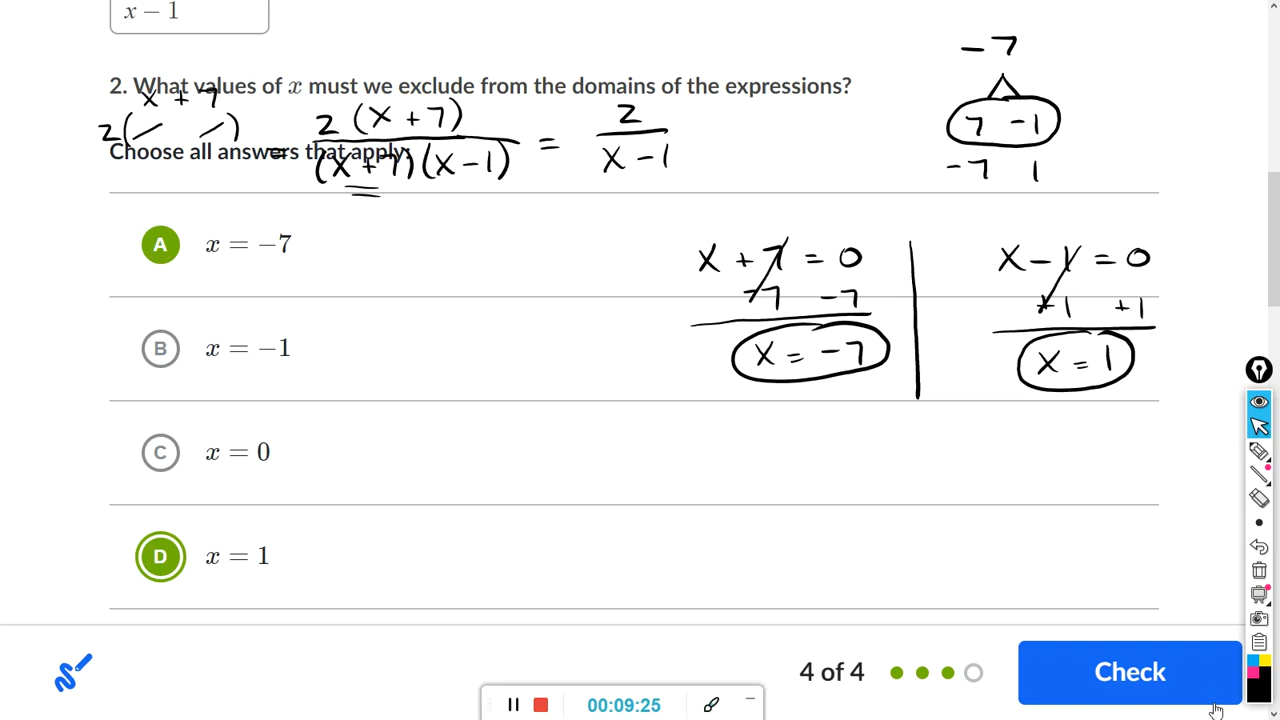 x − 1
− 7
2. What values of x must we exclude from the domains of the expressions?
x + 7
2( )
= 2 (x + 7) / (x + 7)(x − 1) = 2 / x − 1
7 −1
Choose all answers that apply:
−7 1
A x = −7
x + 7 = 0
−7 −7
x = −7
x − 1 = 0
+1 +1
x = 1
B x = −1
C x = 0
D x = 1
4 of 4
Check
00:09:25